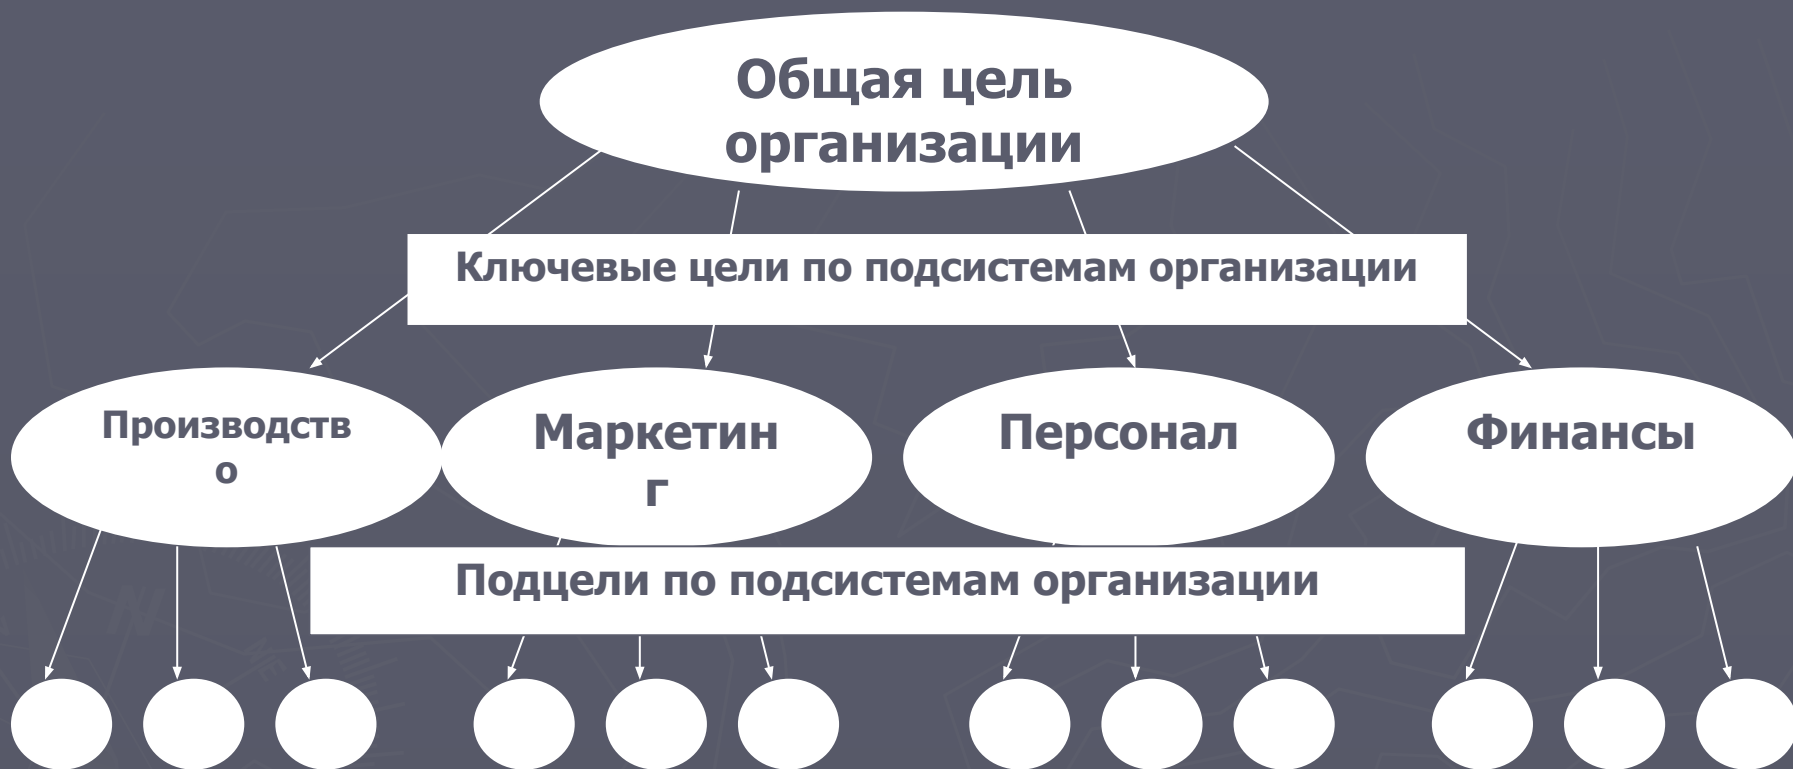 Общая цель
организации
Ключевые цели по подсистемам организации
Производств
о
Маркетин
г
Персонал
Финансы
Подцели по подсистемам организации